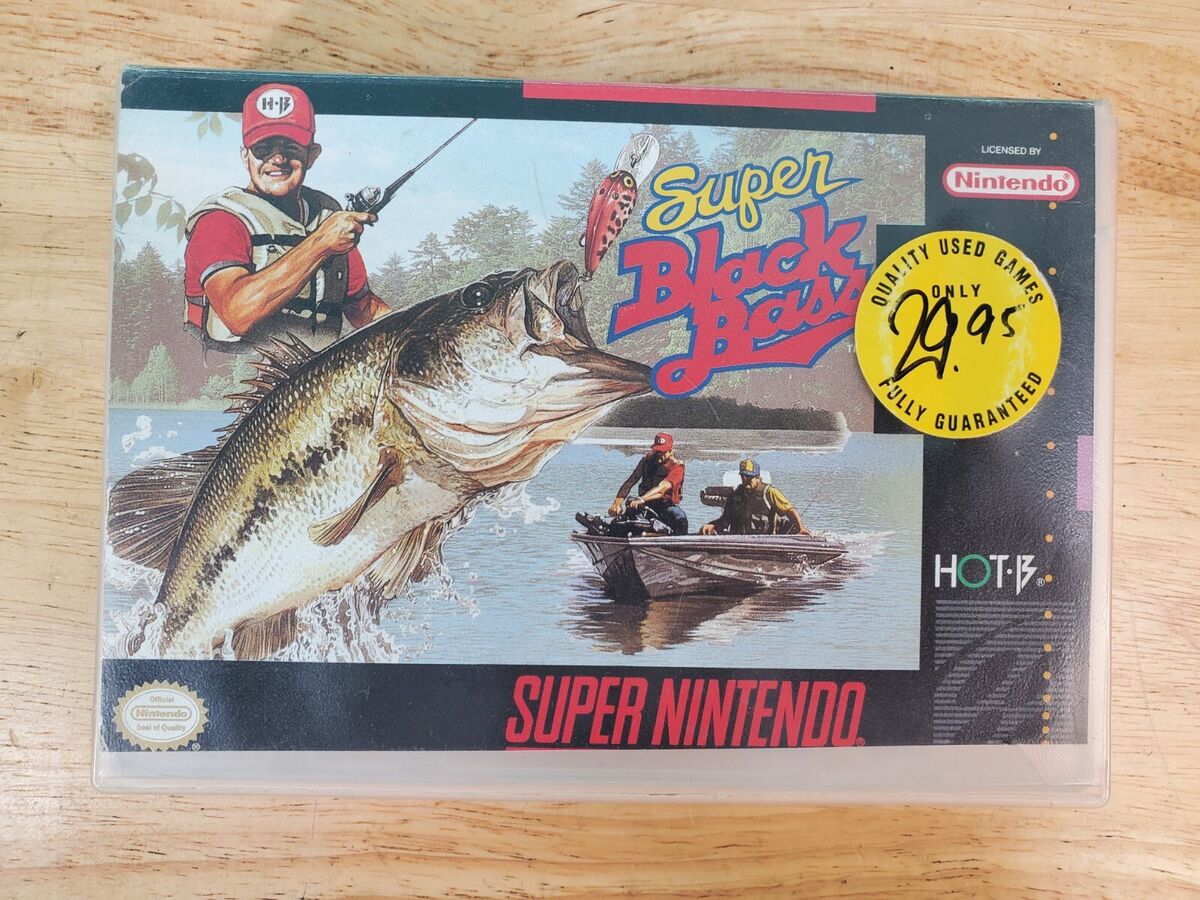 H·B
LICENSED BY
Nintendo®
Super
Black
Bass
QUALITY USED GAMES
ONLY
29.95
FULLY GUARANTEED
HOT·B®
Official
Nintendo
Seal of Quality
®
SUPER NINTENDO®